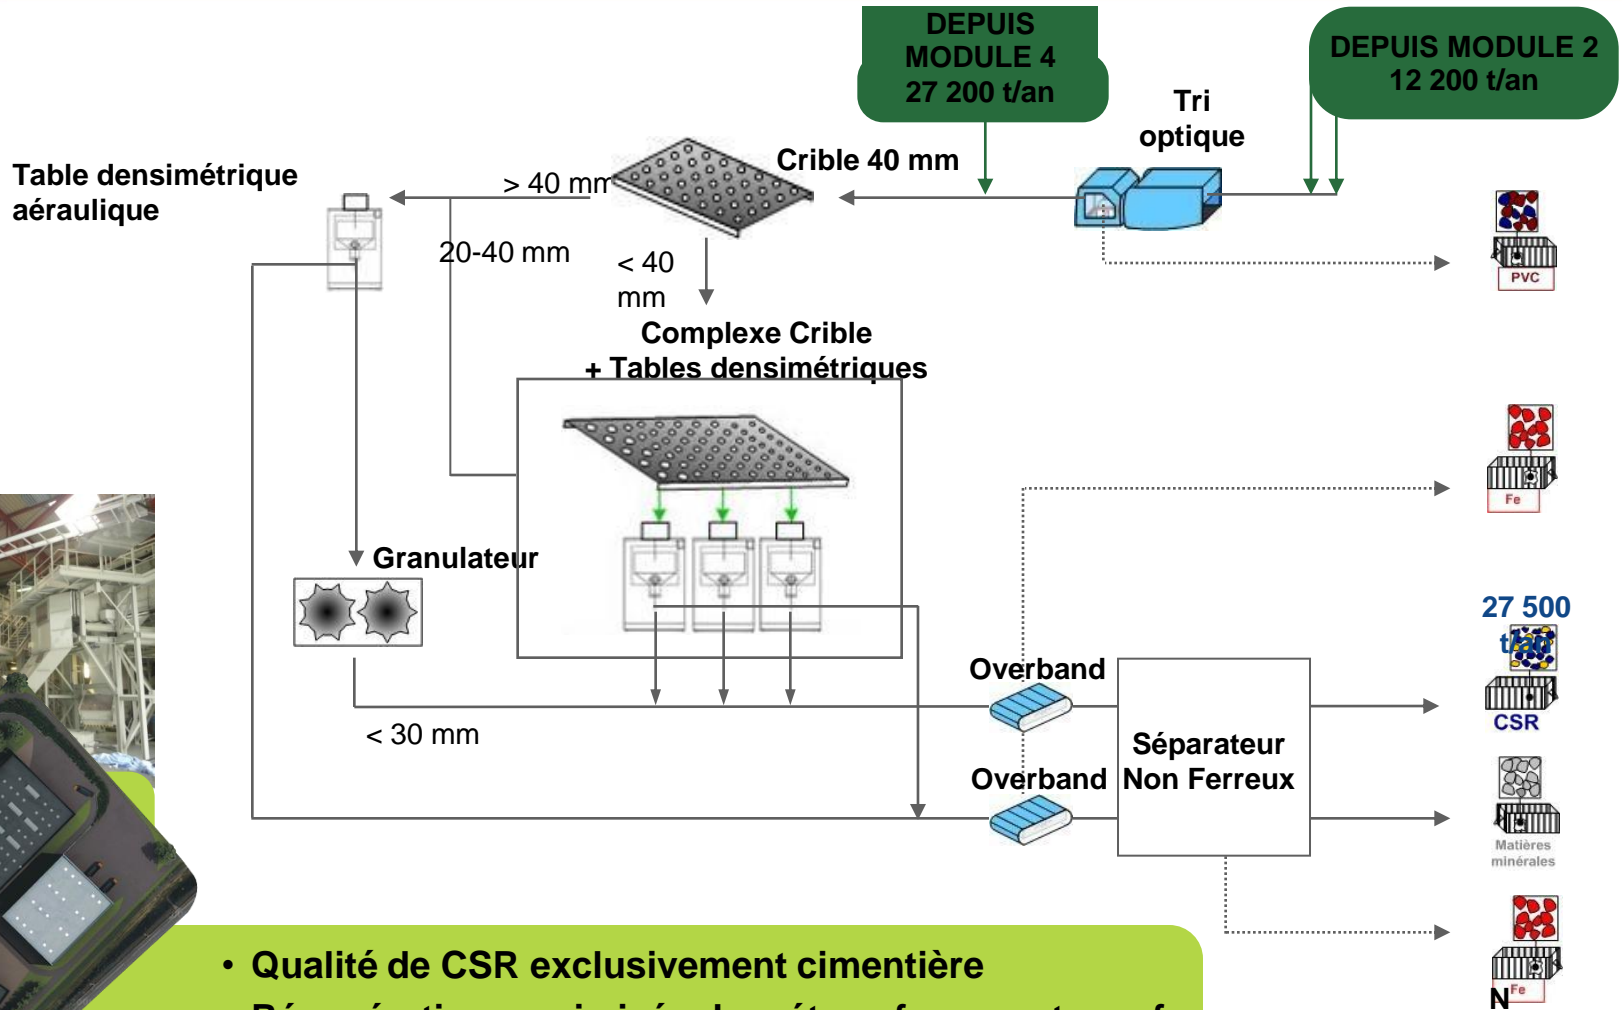 DEPUIS
MODULE 4
27 200 t/an
DEPUIS MODULE 2
12 200 t/an
Tri
optique
Crible 40 mm
Table densimétrique
aéraulique
> 40 mm
20-40 mm
< 40
mm
PVC
Complexe Crible
+ Tables densimétriques
Fe
Granulateur
27 500
t/an
CSR
Overband
< 30 mm
Séparateur
Non Ferreux
Overband
Matières
minérales
Fe
N
• Qualité de CSR exclusivement cimentière